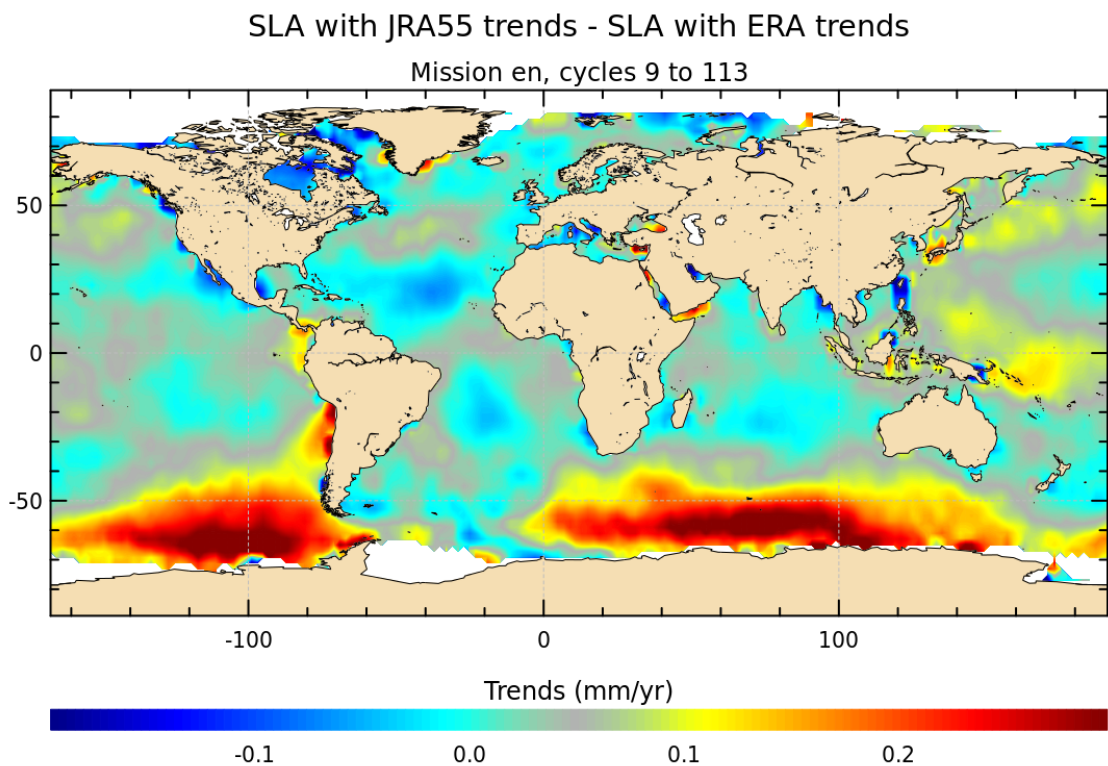 SLA with JRA55 trends - SLA with ERA trends
Mission en, cycles 9 to 113
50
0
-50
-100 0 100
Trends (mm/yr)
-0.1 0.0 0.1 0.2